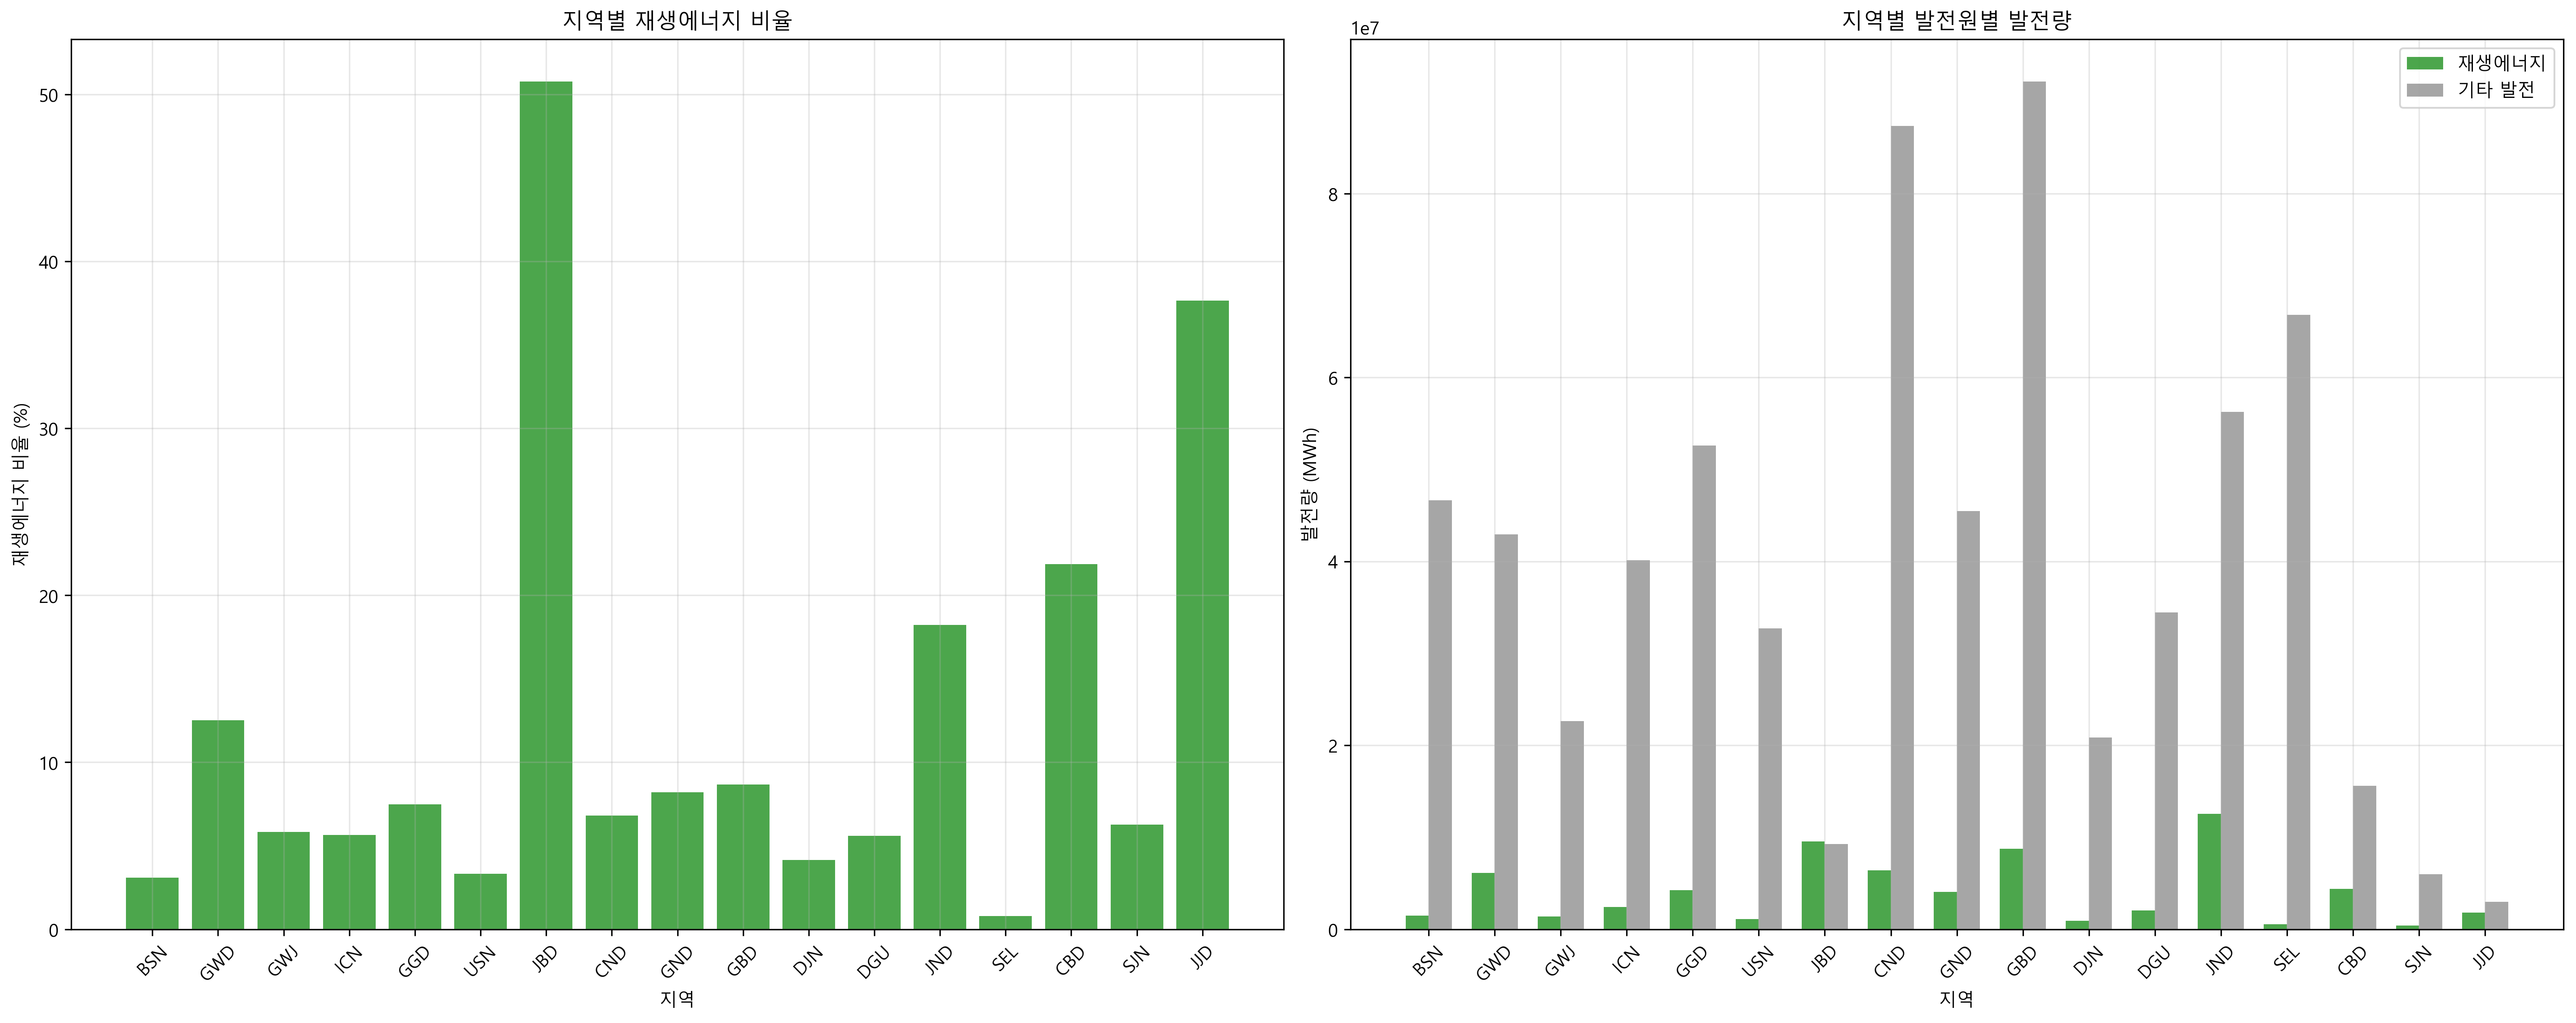 지역별 재생에너지 비율
재생에너지 비율 (%)
50
40
30
20
10
0
BSN GWD GWJ ICN GGD USN JBD CND GND GBD DJN DGU JND SEL CBD SJN JJD
지역
지역별 발전원별 발전량
1e7
발전량 (MWh)
8
6
4
2
0
재생에너지
기타 발전
BSN GWD GWJ ICN GGD USN JBD CND GND GBD DJN DGU JND SEL CBD SJN JJD
지역